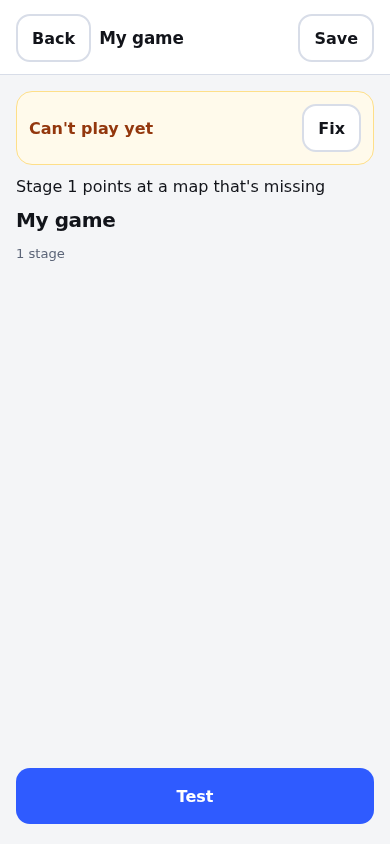 Back My game Save
Can't play yet Fix
Stage 1 points at a map that's missing
My game
1 stage
Test